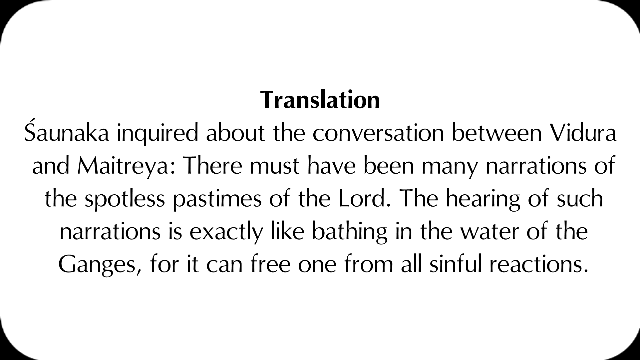 Translation
Śaunaka inquired about the conversation between Vidura
and Maitreya: There must have been many narrations of
the spotless pastimes of the Lord. The hearing of such
narrations is exactly like bathing in the water of the
Ganges, for it can free one from all sinful reactions.